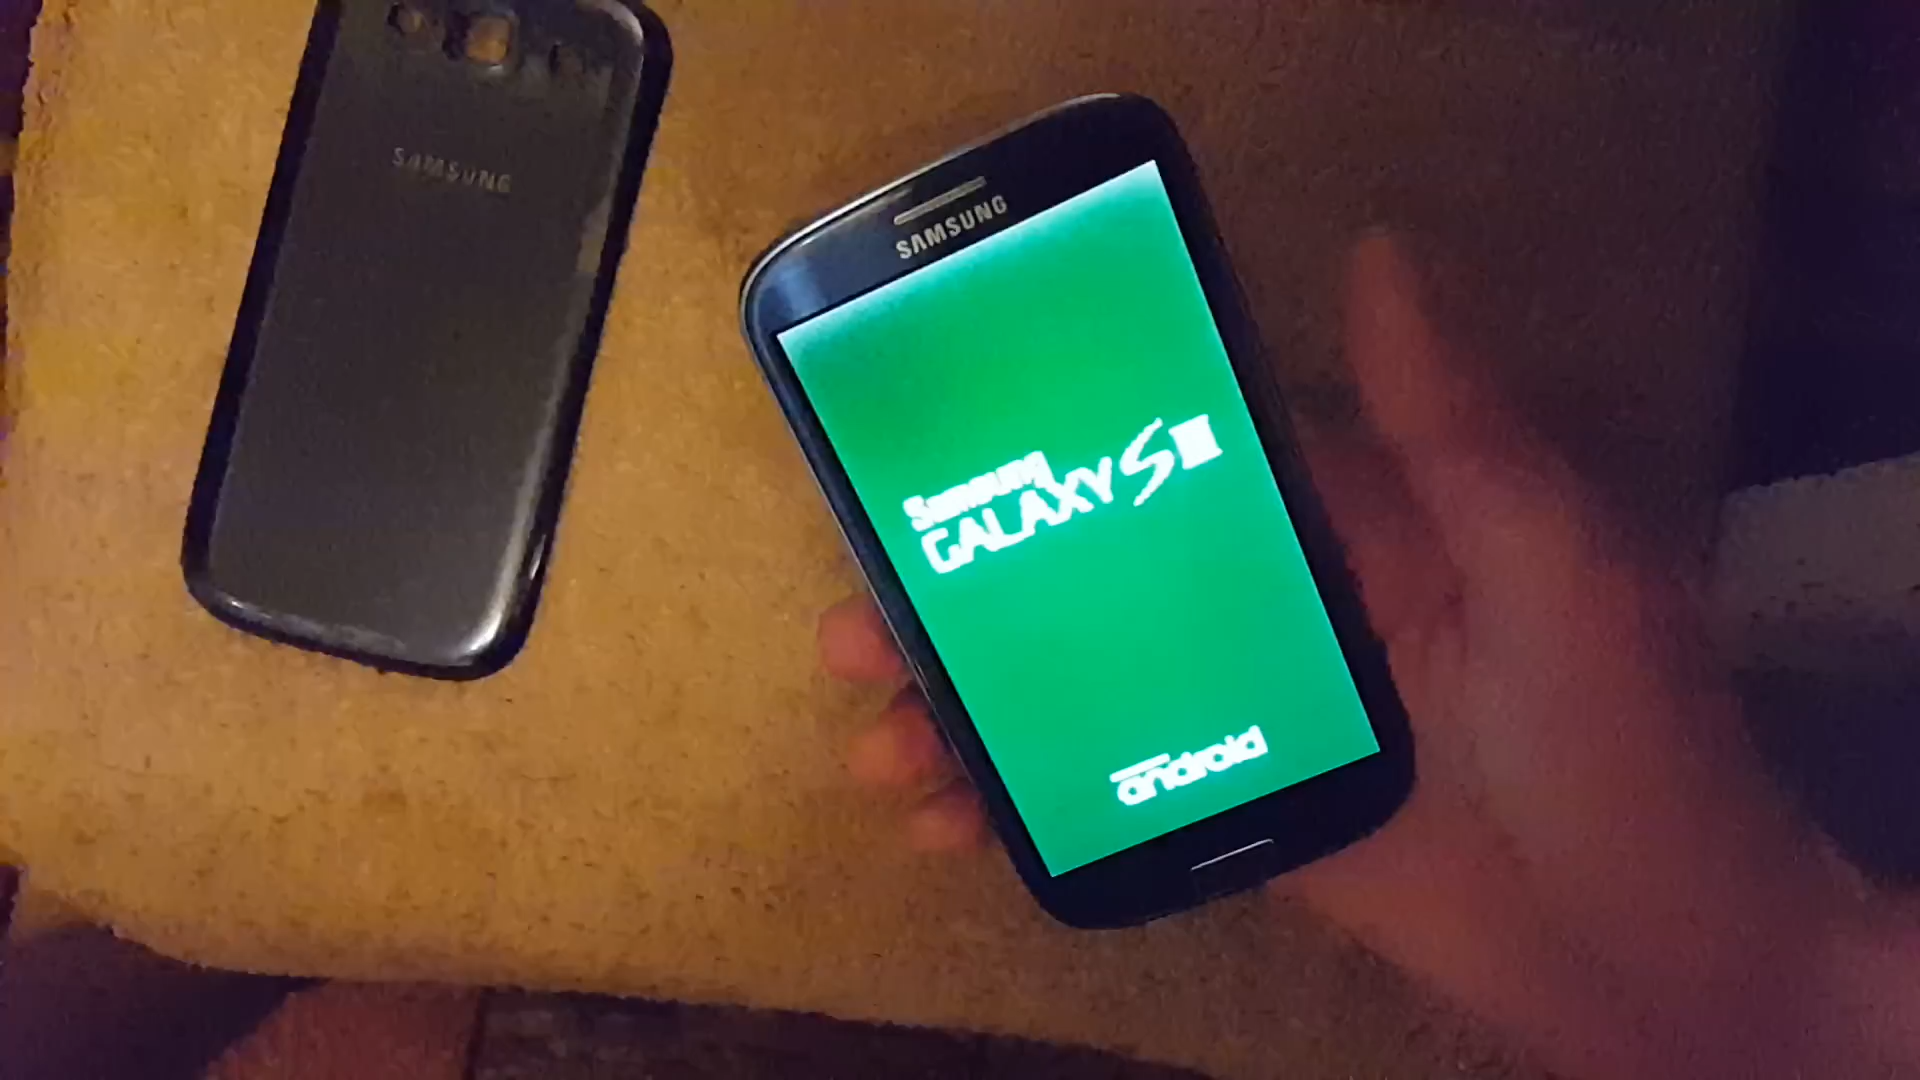 SAMSUNG
SAMSUNG
SAMSUNG
GALAXY S III
android